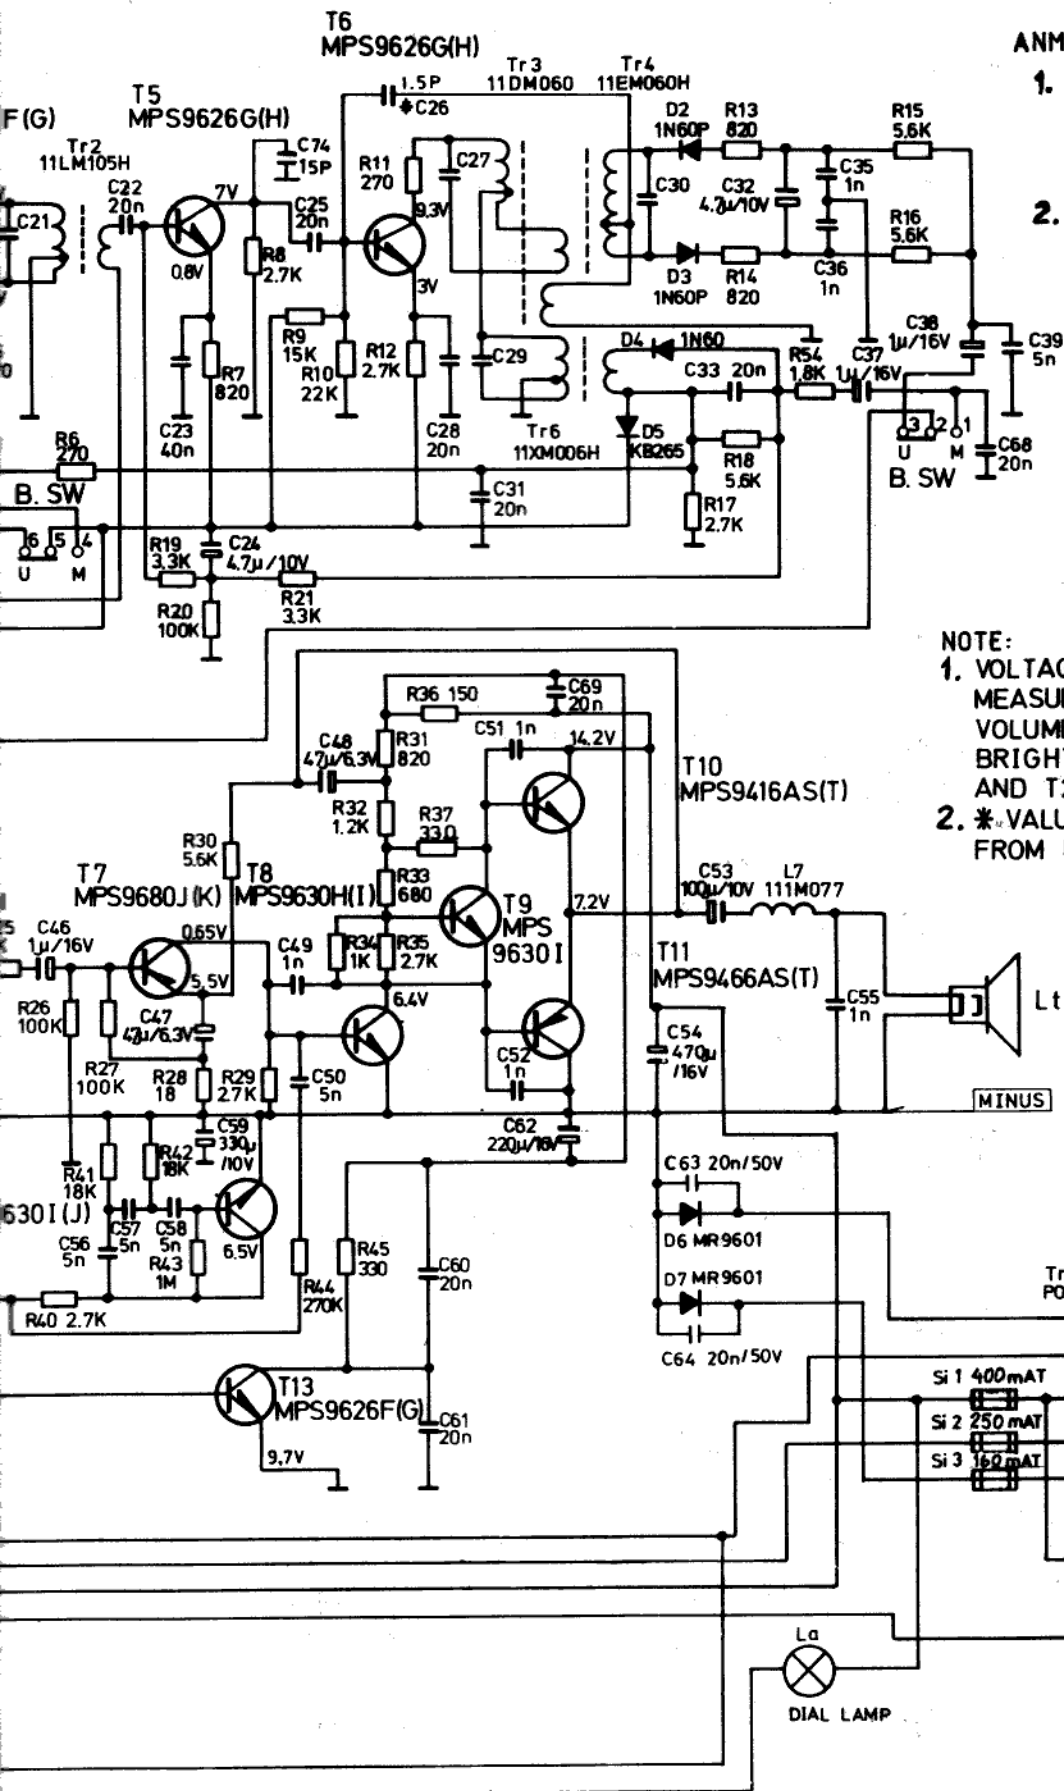 T6
MPS9626G(H)
ANM
1.
Tr3
11DM060
Tr4
11EM060H
T5
MPS9626G(H)
F(G)
1.5P
*C26
D2
1N60P
R13
820
R15
5.6K
Tr2
11LM105H
C74
15P
R11
270
C27
C22
20n
7V
C25
20n
9.3V
C30
C32
4.7µ/10V
C35
1n
2.
C21
R8
2.7K
R16
5.6K
0.8V
3V
D3
1N60P
R14
820
C36
1n
R9
15K
R7
820
R10
22K
R12
2.7K
C29
D4
1N60
C33 20n
R54
1.8K
C37
1µ/16V
C38
1µ/16V
C39
5n
C23
40n
C28
20n
Tr6
11XM006H
D5
KB265
R18
5.6K
3 2 1
U M
B. SW
C68
20n
R6
270
B. SW
C31
20n
R17
2.7K
6 5 4
U M
R19
3.3K
C24
4.7µ/10V
R20
100K
R21
3.3K
NOTE:
1. VOLTAG
MEASU
VOLUM
BRIGH
AND T
2. * VALU
FROM
R36 150
C69
20n
C51 1n
14.2V
C48
47µ/6.3V
R31
820
T10
MPS9416AS(T)
R32
1.2K
R37
330
R30
5.6K
T7
MPS9680J(K)
T8
MPS9630H(I)
R33
680
C53
100µ/10V
L7
111M077
T9
MPS
9630I
7.2V
C46
1µ/16V
0.65V
C49
1n
R34
1K
R35
2.7K
T11
MPS9466AS(T)
5.5V
6.4V
Lt
R26
100K
C47
47µ/6.3V
C55
1n
R27
100K
R28
18
R29
2.7K
C50
5n
C52
1n
C54
470µ
/16V
MINUS
C59
330µ
/10V
C62
220µ/16V
R41
18K
R42
18K
C63 20n/50V
630I(J)
C57
5n
C58
5n
C56
5n
R43
1M
6.5V
D6 MR9601
R45
330
C60
20n
R44
270K
D7 MR9601
Tr
PO
R40 2.7K
C64 20n/50V
T13
MPS9626F(G)
C61
20n
Si 1 400mAT
Si 2 250mAT
Si 3 160mAT
9.7V
La
DIAL LAMP